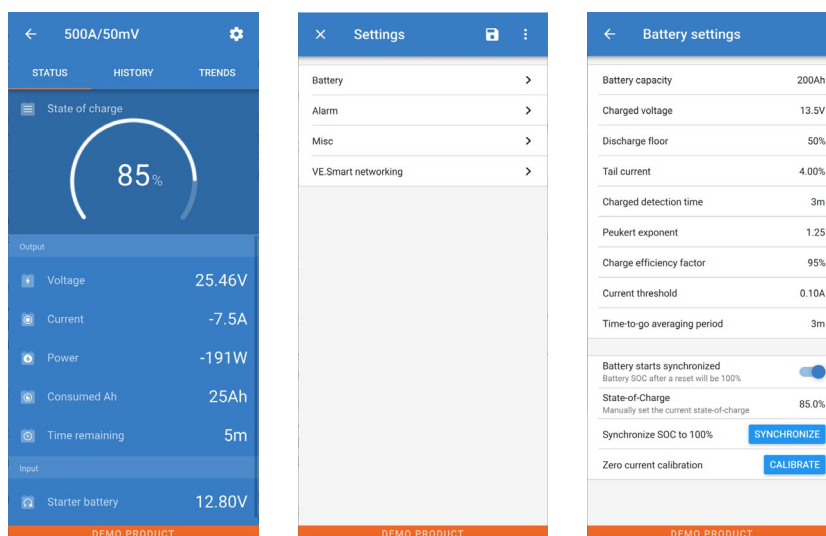 500A/50mV
STATUS HISTORY TRENDS
State of charge
85%
Output
Voltage 25.46V
Current -7.5A
Power -191W
Consumed Ah 25Ah
Time remaining 5m
Input
Starter battery 12.80V
DEMO PRODUCT
Settings
Battery
Alarm
Misc
VE.Smart networking
DEMO PRODUCT
Battery settings
Battery capacity 200Ah
Charged voltage 13.5V
Discharge floor 50%
Tail current 4.00%
Charged detection time 3m
Peukert exponent 1.25
Charge efficiency factor 95%
Current threshold 0.10A
Time-to-go averaging period 3m
Battery starts synchronized
Battery SOC after a reset will be 100%
State-of-Charge 85.0%
Manually set the current state-of-charge
Synchronize SOC to 100% SYNCHRONIZE
Zero current calibration CALIBRATE
DEMO PRODUCT